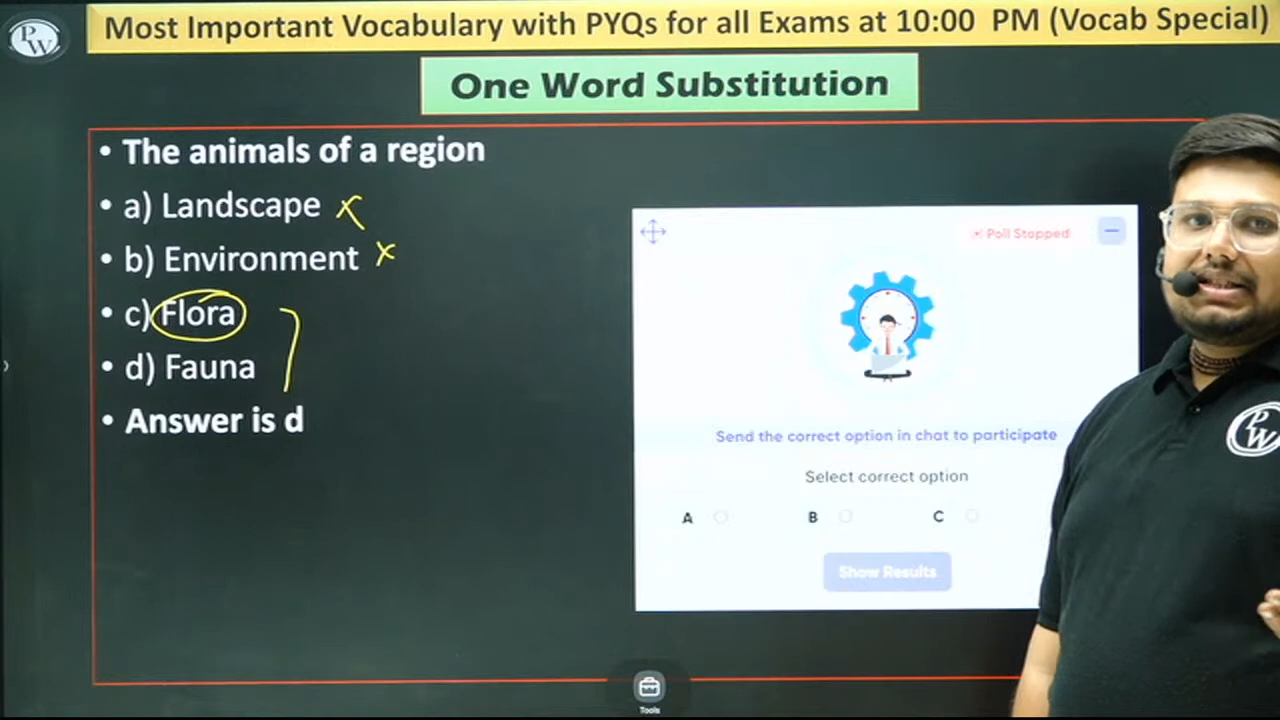 Most Important Vocabulary with PYQs for all Exams at 10:00 PM (Vocab Special)
PW
One Word Substitution
• The animals of a region
• a) Landscape x
• b) Environment x
• c) Flora
• d) Fauna
• Answer is d
Poll Stopped
Send the correct option in chat to participate
Select correct option
A B C
Show Results
PW
Tools